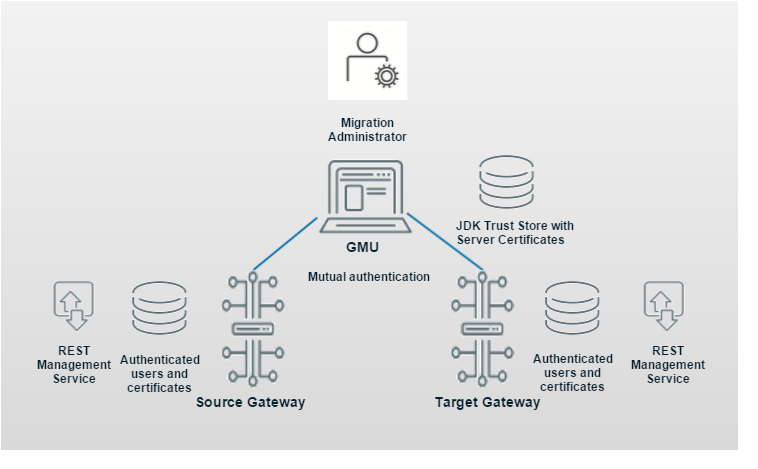 Migration
Administrator
JDK Trust Store with
Server Certificates
GMU
Mutual authentication
REST
Management
Service
Authenticated
users and
certificates
Source Gateway
Target Gateway
Authenticated
users and
certificates
REST
Management
Service